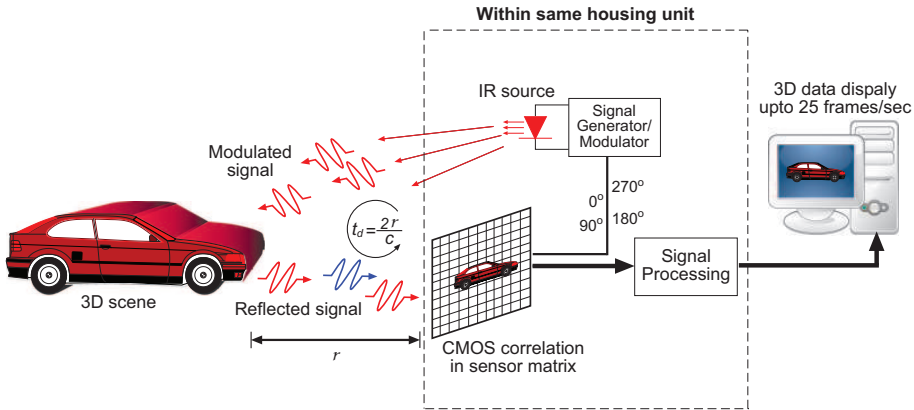 Within same housing unit
IR source
Signal
Generator/
Modulator
3D data dispaly
upto 25 frames/sec
Modulated
signal
0° 270°
90° 180°
t_d = 2r/c
Signal
Processing
3D scene
Reflected signal
r
CMOS correlation
in sensor matrix